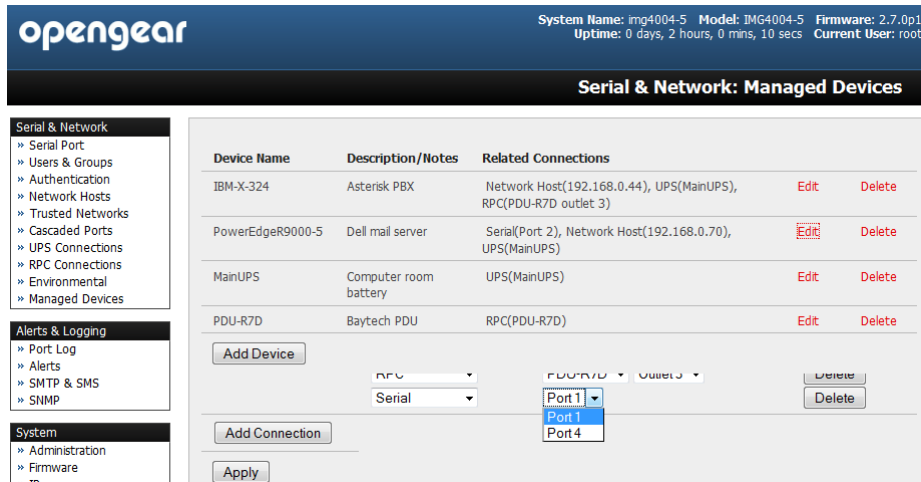 opengear
System Name: img4004-5 Model: IMG4004-5 Firmware: 2.7.0p1
Uptime: 0 days, 2 hours, 0 mins, 10 secs Current User: root
Serial & Network: Managed Devices
Serial & Network
» Serial Port
» Users & Groups
» Authentication
» Network Hosts
» Trusted Networks
» Cascaded Ports
» UPS Connections
» RPC Connections
» Environmental
» Managed Devices
Alerts & Logging
» Port Log
» Alerts
» SMTP & SMS
» SNMP
System
» Administration
» Firmware
Device Name Description/Notes Related Connections
IBM-X-324 Asterisk PBX Network Host(192.168.0.44), UPS(MainUPS), Edit Delete
RPC(PDU-R7D outlet 3)
PowerEdgeR9000-5 Dell mail server Serial(Port 2), Network Host(192.168.0.70), Edit Delete
UPS(MainUPS)
MainUPS Computer room UPS(MainUPS) Edit Delete
battery
PDU-R7D Baytech PDU RPC(PDU-R7D) Edit Delete
Add Device
RPC PDU-R7D Outlet 3 Delete
Serial Port 1 Delete
Port 1
Port 4
Add Connection
Apply